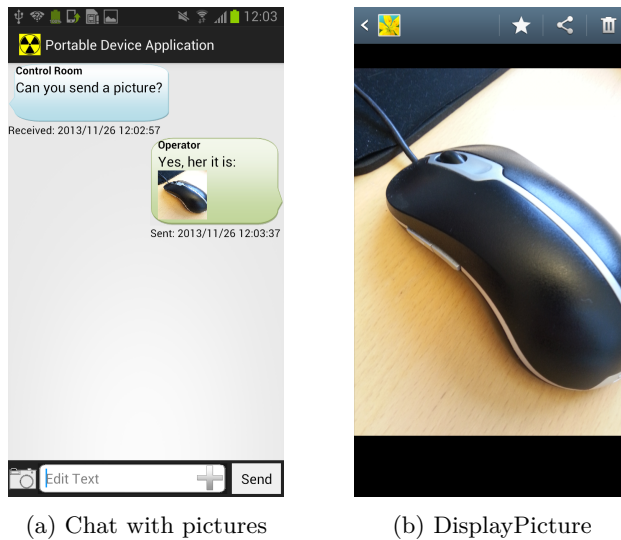 12:03
Portable Device Application
Control Room
Can you send a picture?
Received: 2013/11/26 12:02:57
Operator
Yes, her it is:
Sent: 2013/11/26 12:03:37
Edit Text
Send
(a) Chat with pictures
(b) DisplayPicture